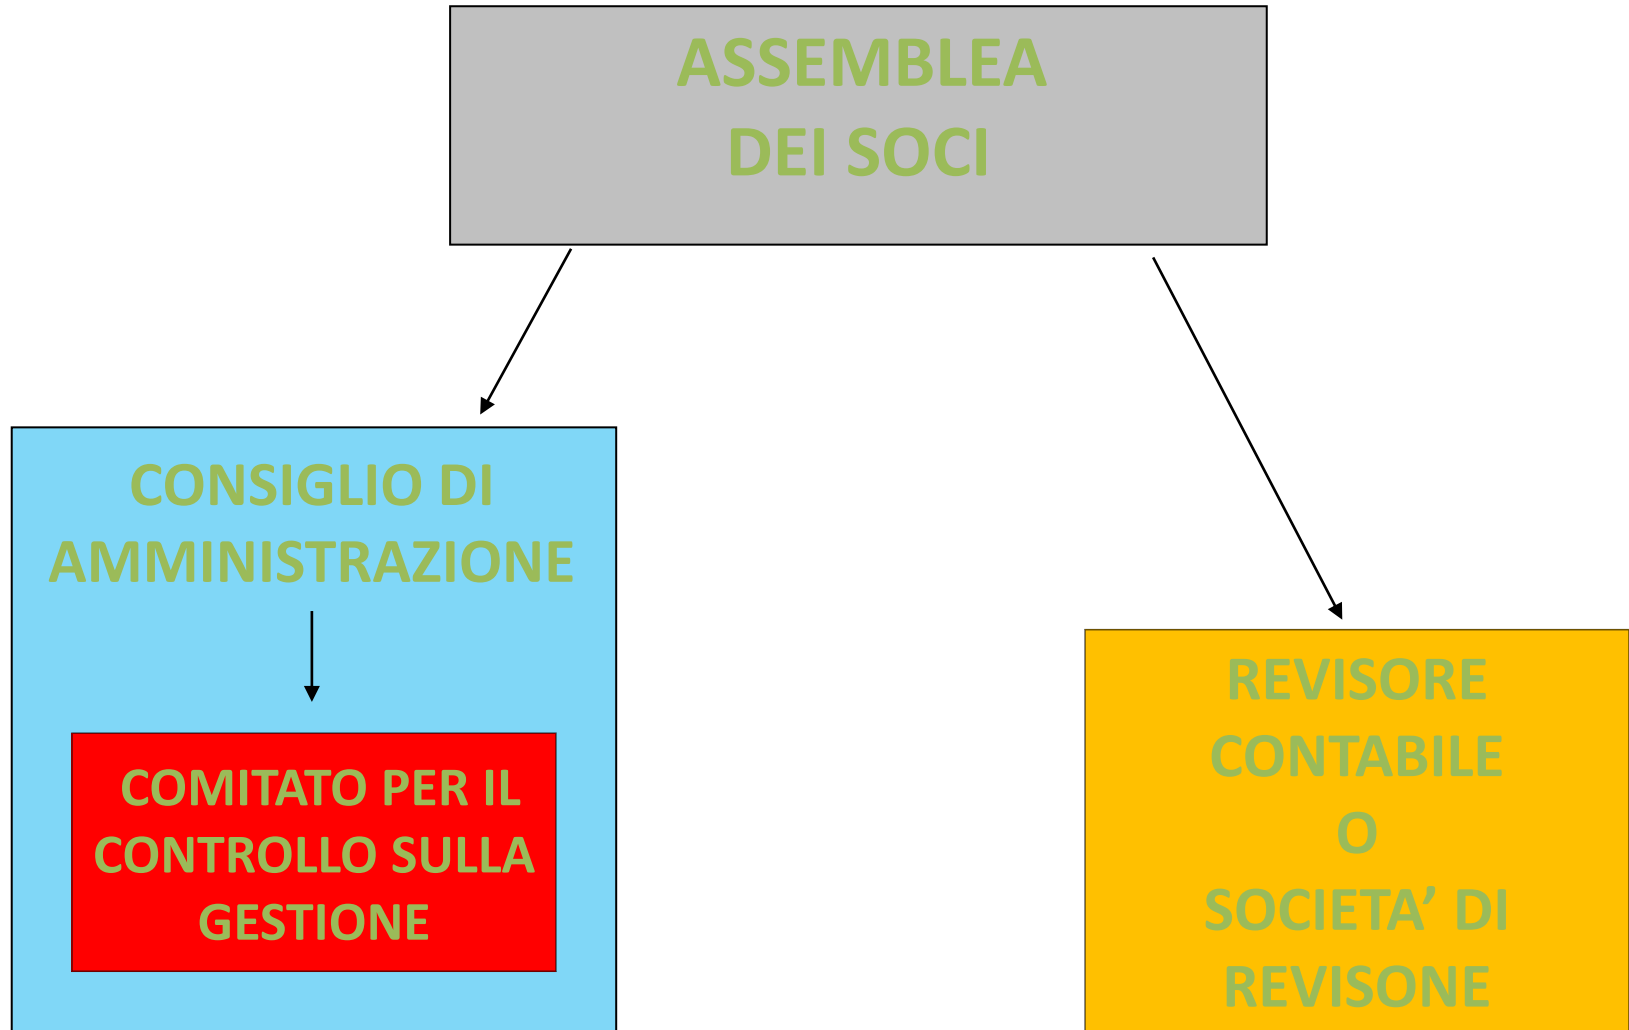 ASSEMBLEA
DEI SOCI
CONSIGLIO DI
AMMINISTRAZIONE
COMITATO PER IL
CONTROLLO SULLA
GESTIONE
REVISORE
CONTABILE
O
SOCIETA’ DI
REVISONE